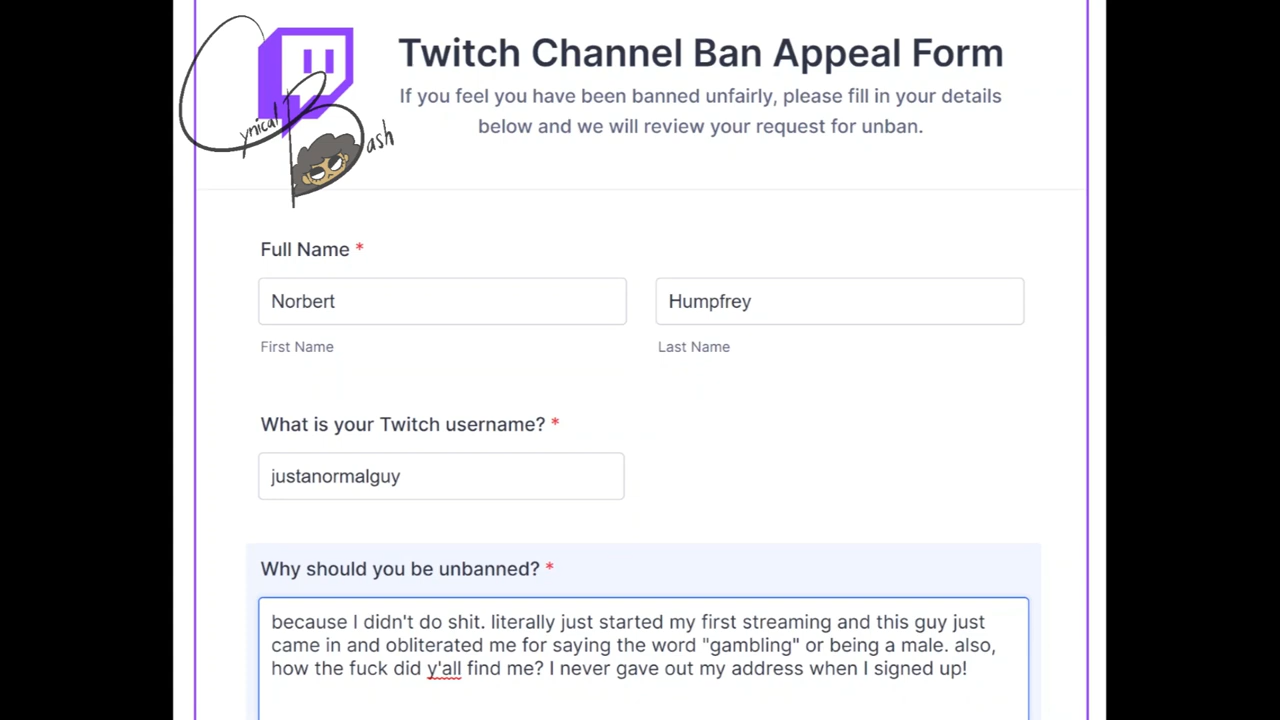 Twitch Channel Ban Appeal Form
If you feel you have been banned unfairly, please fill in your details
below and we will review your request for unban.
Cynical
Bash
Full Name *
Norbert
Humpfrey
First Name
Last Name
What is your Twitch username? *
justanormalguy
Why should you be unbanned? *
because I didn't do shit. literally just started my first streaming and this guy just
came in and obliterated me for saying the word "gambling" or being a male. also,
how the fuck did y'all find me? I never gave out my address when I signed up!